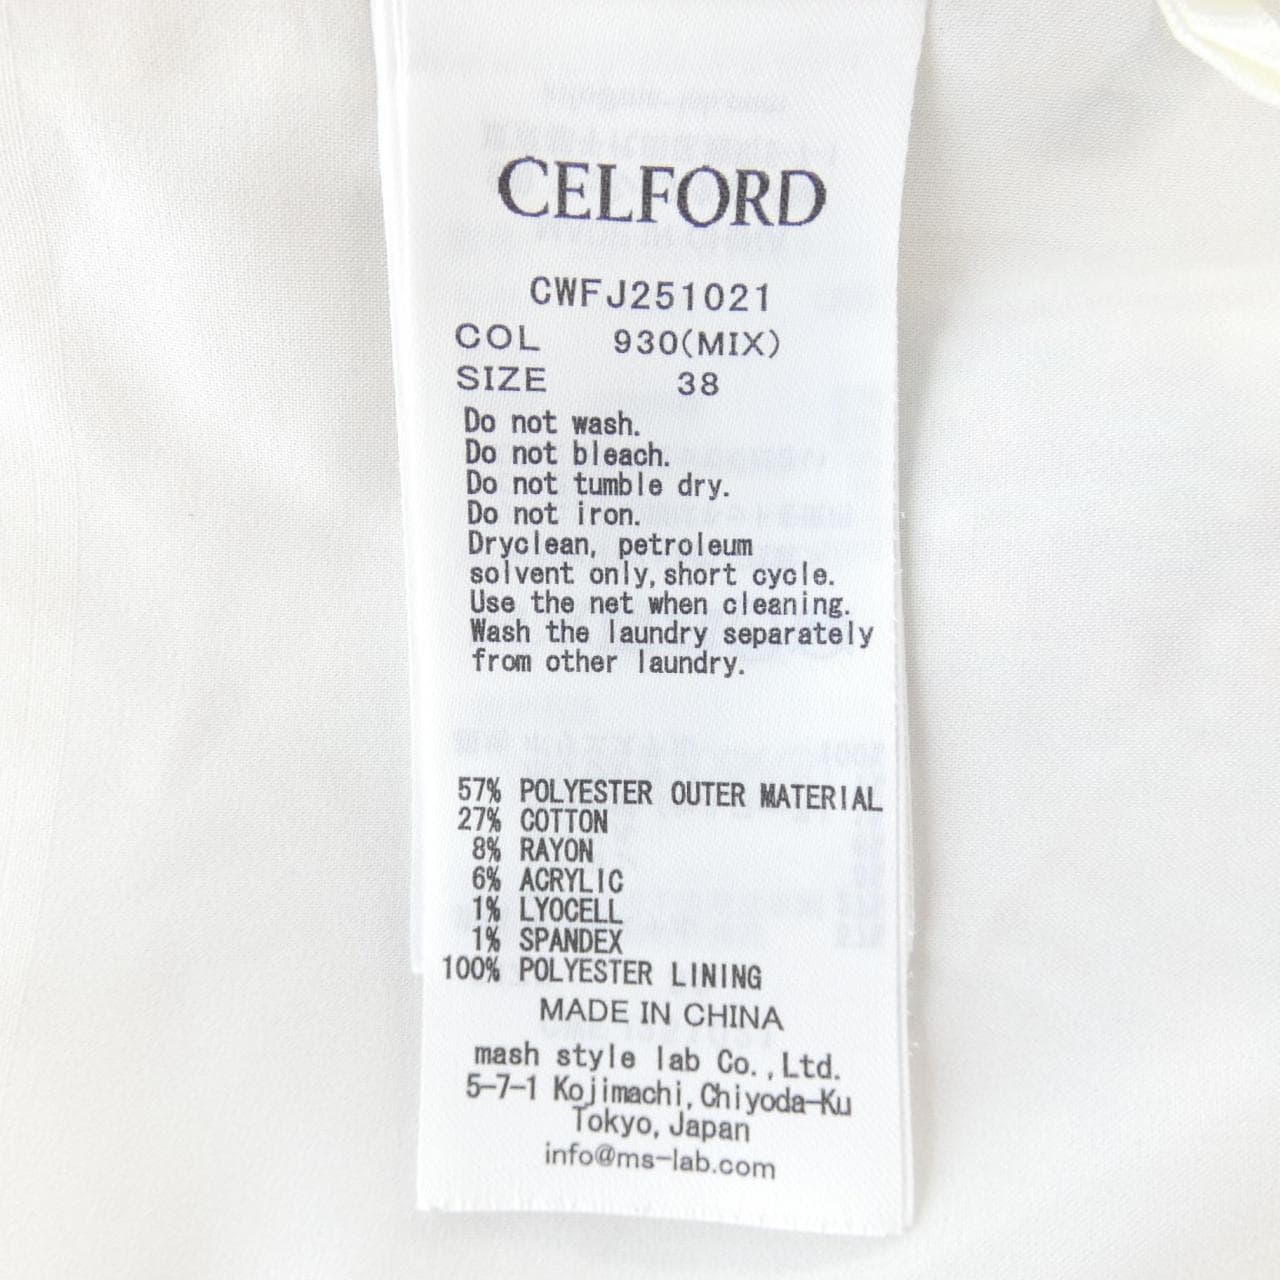 CELFORD
CWFJ251021
COL 930(MIX)
SIZE 38
Do not wash.
Do not bleach.
Do not tumble dry.
Do not iron.
Dryclean, petroleum
solvent only,short cycle.
Use the net when cleaning.
Wash the laundry separately
from other laundry.
57% POLYESTER OUTER MATERIAL
27% COTTON
8% RAYON
6% ACRYLIC
1% LYOCELL
1% SPANDEX
100% POLYESTER LINING
MADE IN CHINA
mash style lab Co.,Ltd.
5-7-1 Kojimachi,Chiyoda-Ku
Tokyo,Japan
info@ms-lab.com